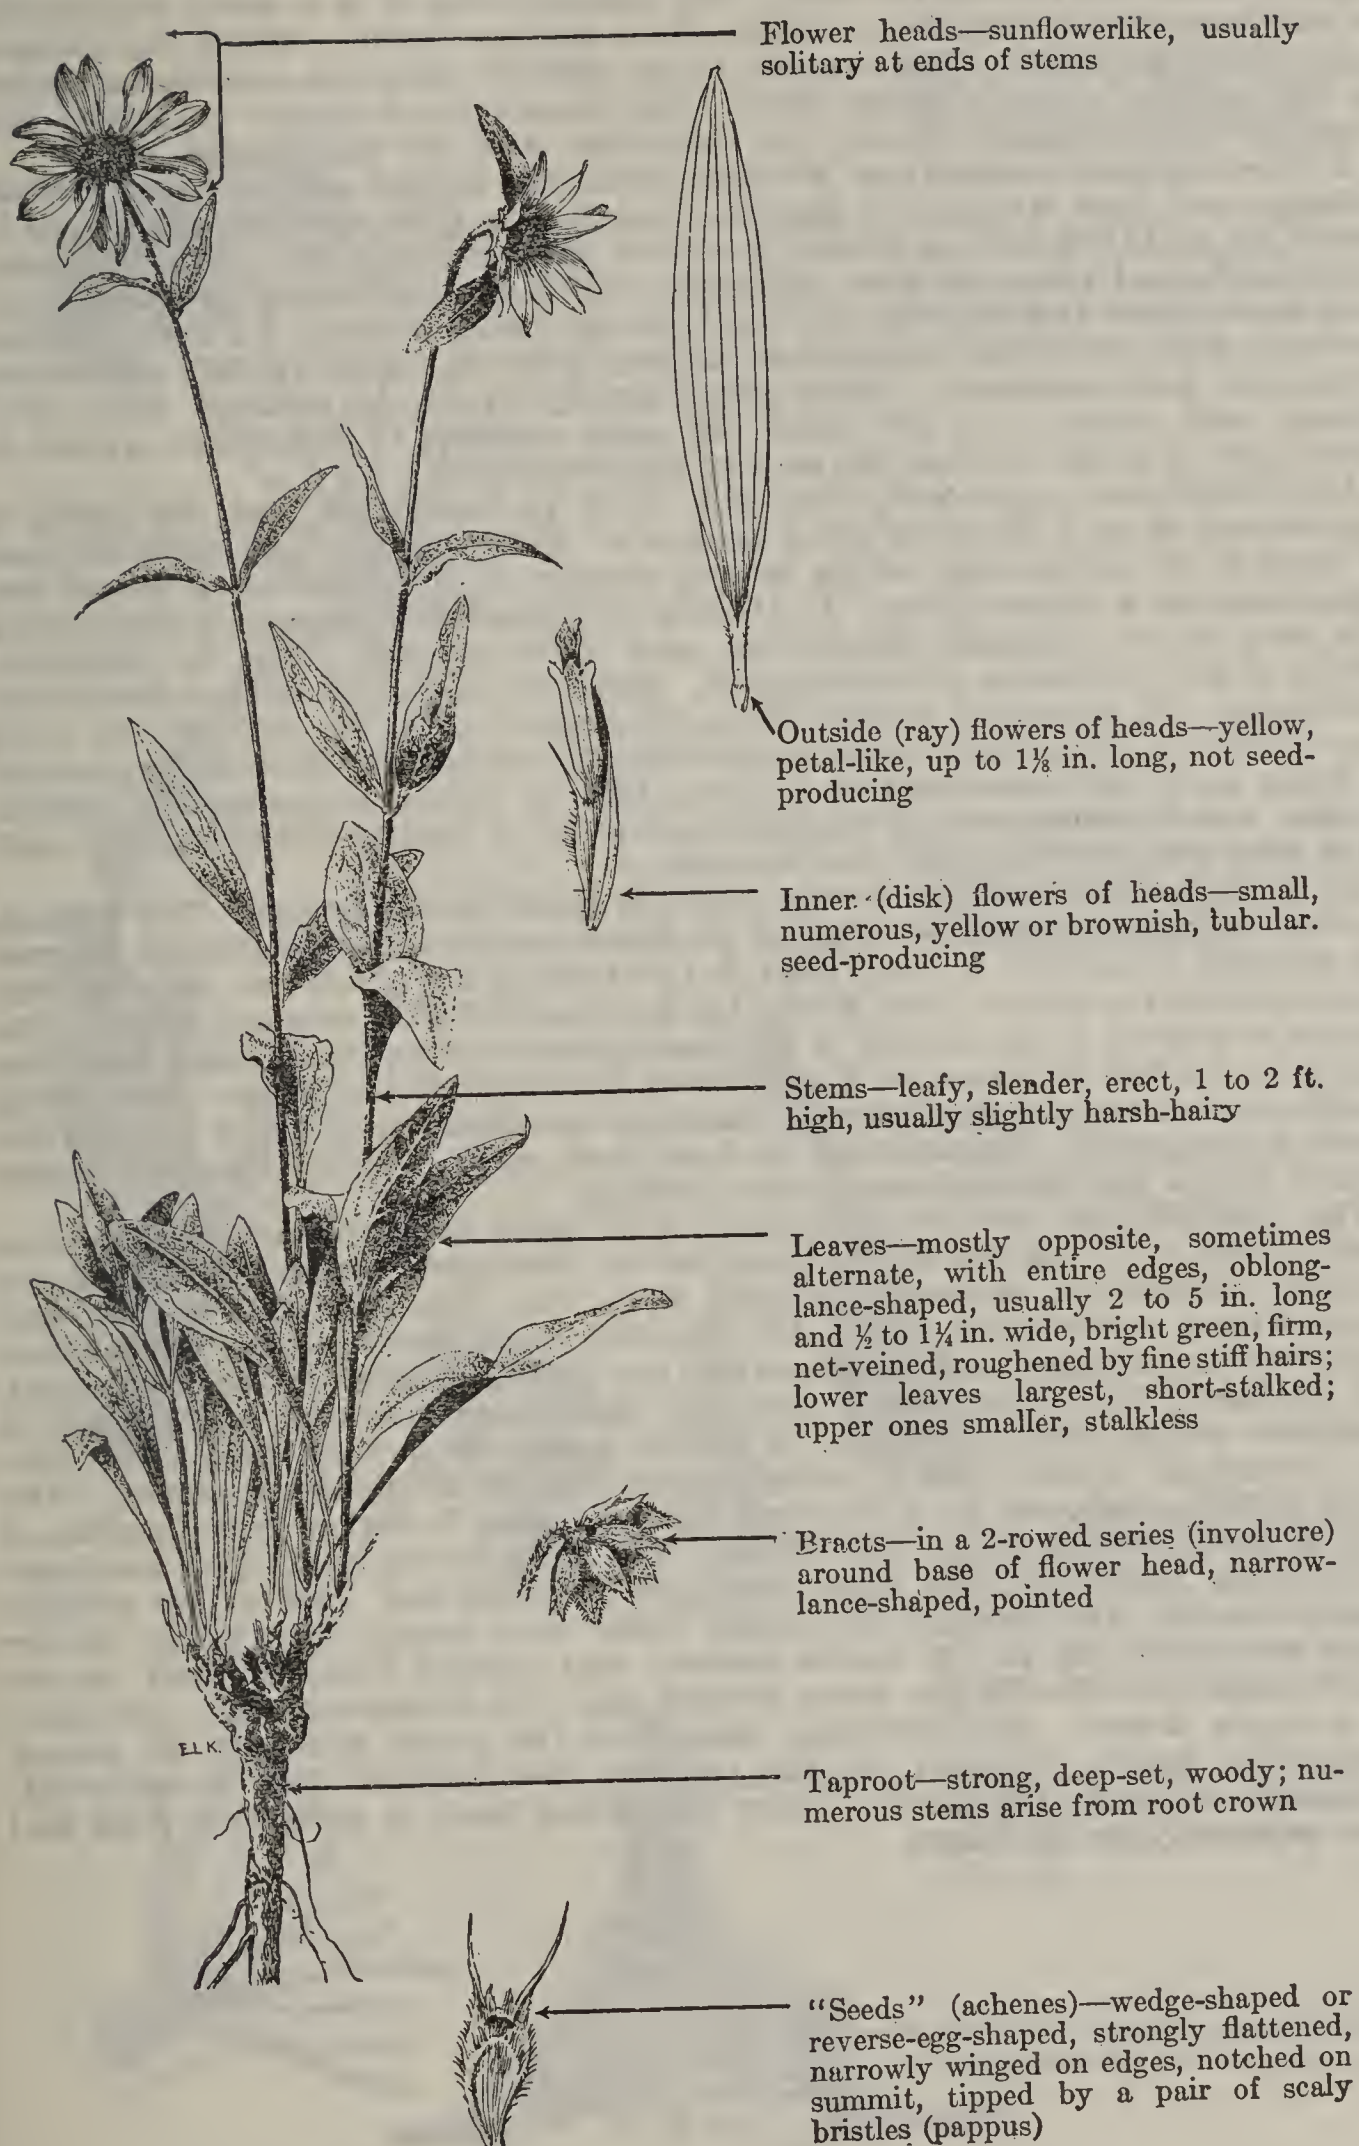 Flower heads—sunflowerlike, usually
solitary at ends of stems
Outside (ray) flowers of heads—yellow,
petal-like, up to 1⅛ in. long, not seed-
producing
Inner (disk) flowers of heads—small,
numerous, yellow or brownish, tubular.
seed-producing
Stems—leafy, slender, erect, 1 to 2 ft.
high, usually slightly harsh-hairy
Leaves—mostly opposite, sometimes
alternate, with entire edges, oblong-
lance-shaped, usually 2 to 5 in. long
and ½ to 1¼ in. wide, bright green, firm,
net-veined, roughened by fine stiff hairs;
lower leaves largest, short-stalked;
upper ones smaller, stalkless
Bracts—in a 2-rowed series (involucre)
around base of flower head, narrow-
lance-shaped, pointed
E.L.K.
Taproot—strong, deep-set, woody; nu-
merous stems arise from root crown
“Seeds” (achenes)—wedge-shaped or
reverse-egg-shaped, strongly flattened,
narrowly winged on edges, notched on
summit, tipped by a pair of scaly
bristles (pappus)